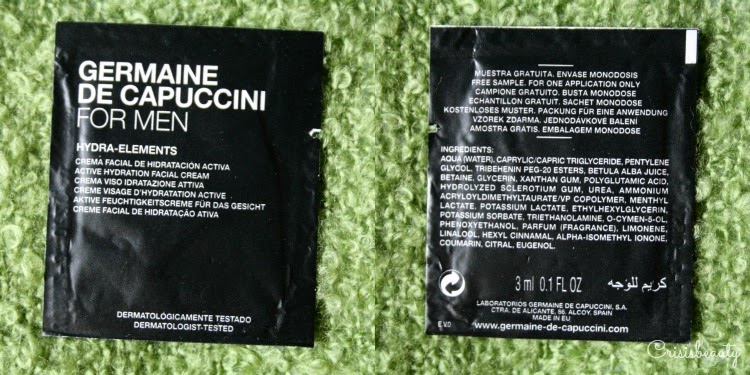 GERMAINE
DE CAPUCCINI
FOR MEN
HYDRA-ELEMENTS
CREMA FACIAL DE HIDRATACIÓN ACTIVA
ACTIVE HYDRATION FACIAL CREAM
CREMA VISO IDRATAZIONE ATTIVA
CREME VISAGE D'HYDRATATION ACTIVE
AKTIVE FEUCHTIGKEITSCREME FÜR DAS GESICHT
CREME FACIAL DE HIDRATAÇÃO ATIVA
DERMATOLÓGICAMENTE TESTADO
DERMATOLOGIST-TESTED
MUESTRA GRATUITA. ENVASE MONODOSIS
FREE SAMPLE. FOR ONE APPLICATION ONLY
CAMPIONE GRATUITO. BUSTA MONODOSE
ECHANTILLON GRATUIT. SACHET MONODOSE
KOSTENLOSES MUSTER. PACKUNG FÜR EINE ANWENDUNG
VZOREK ZDARMA. JEDNODÁVKOVÉ BALENÍ
AMOSTRA GRÁTIS. EMBALAGEM MONODOSE
INGREDIENTS:
AQUA (WATER), CAPRYLIC/CAPRIC TRIGLYCERIDE, PENTYLENE
GLYCOL, TRIBEHENIN PEG-20 ESTERS, BETULA ALBA JUICE,
BETAINE, GLYCERIN, XANTHAN GUM, POLYGLUTAMIC ACID,
HYDROLYZED SCLEROTIUM GUM, UREA, AMMONIUM
ACRYLOYLDIMETHYLTAURATE/VP COPOLYMER, MENTHYL
LACTATE, POTASSIUM LACTATE, ETHYLHEXYLGLYCERIN,
POTASSIUM SORBATE, TRIETHANOLAMINE, O-CYMEN-5-OL,
PHENOXYETHANOL, PARFUM (FRAGRANCE), LIMONENE,
LINALOOL, HEXYL CINNAMAL, ALPHA-ISOMETHYL IONONE,
COUMARIN, CITRAL, EUGENOL.
3 ml 0.1 FL OZ كريم للوجه
LABORATORIOS GERMAINE DE CAPUCCINI, S.A.
CTRA. DE ALICANTE, 86. ALCOY. SPAIN
MADE IN EU
E.V.0 www.germaine-de-capuccini.com
Crisisbeauty